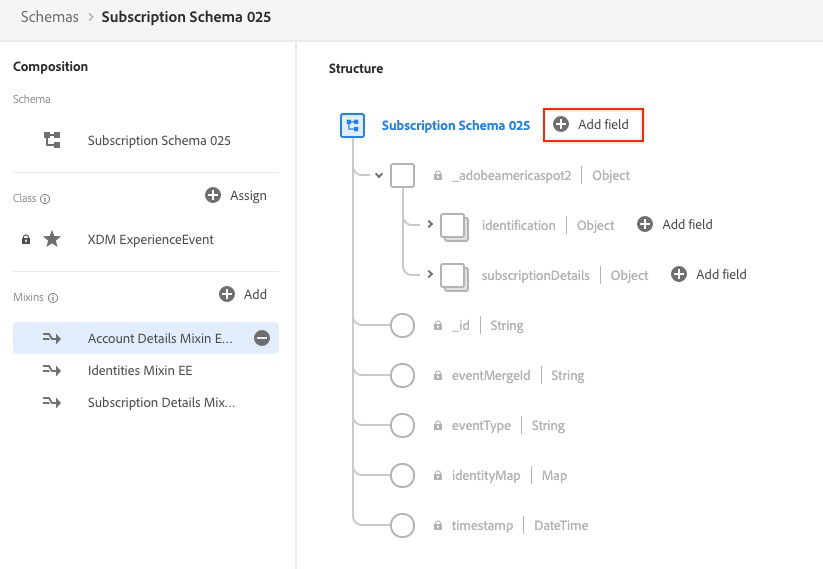 Schemas > Subscription Schema 025
Composition
Schema
Subscription Schema 025
Class
Assign
XDM ExperienceEvent
Mixins
Add
Account Details Mixin E...
Identities Mixin EE
Subscription Details Mix...
Structure
Subscription Schema 025 Add field
_adobeamericaspot2 | Object
identification | Object Add field
subscriptionDetails | Object Add field
_id | String
eventMergeId | String
eventType | String
identityMap | Map
timestamp | DateTime